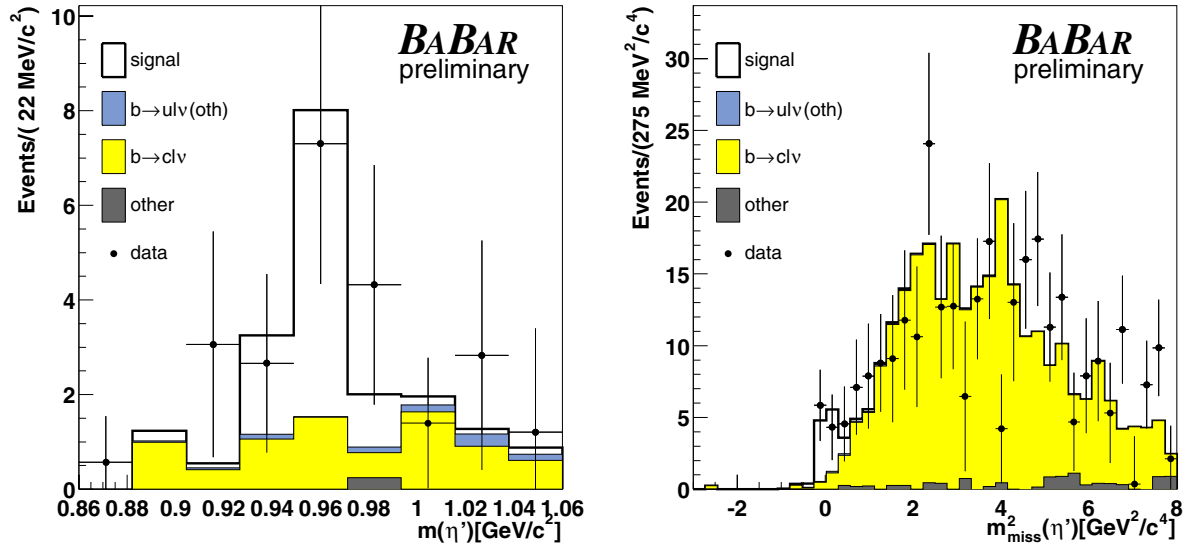 Events/( 22 MeV/c²)
10
8
6
4
2
0
BABAR
preliminary
signal
b→ulν(oth)
b→clν
other
data
0.86 0.88 0.9 0.92 0.94 0.96 0.98 1 1.02 1.04 1.06
m(η')[GeV/c²]
Events/(275 MeV²/c⁴)
30
25
20
15
10
5
0
BABAR
preliminary
signal
b→ulν(oth)
b→clν
other
data
-2 0 2 4 6 8
m²miss(η')[GeV²/c⁴]